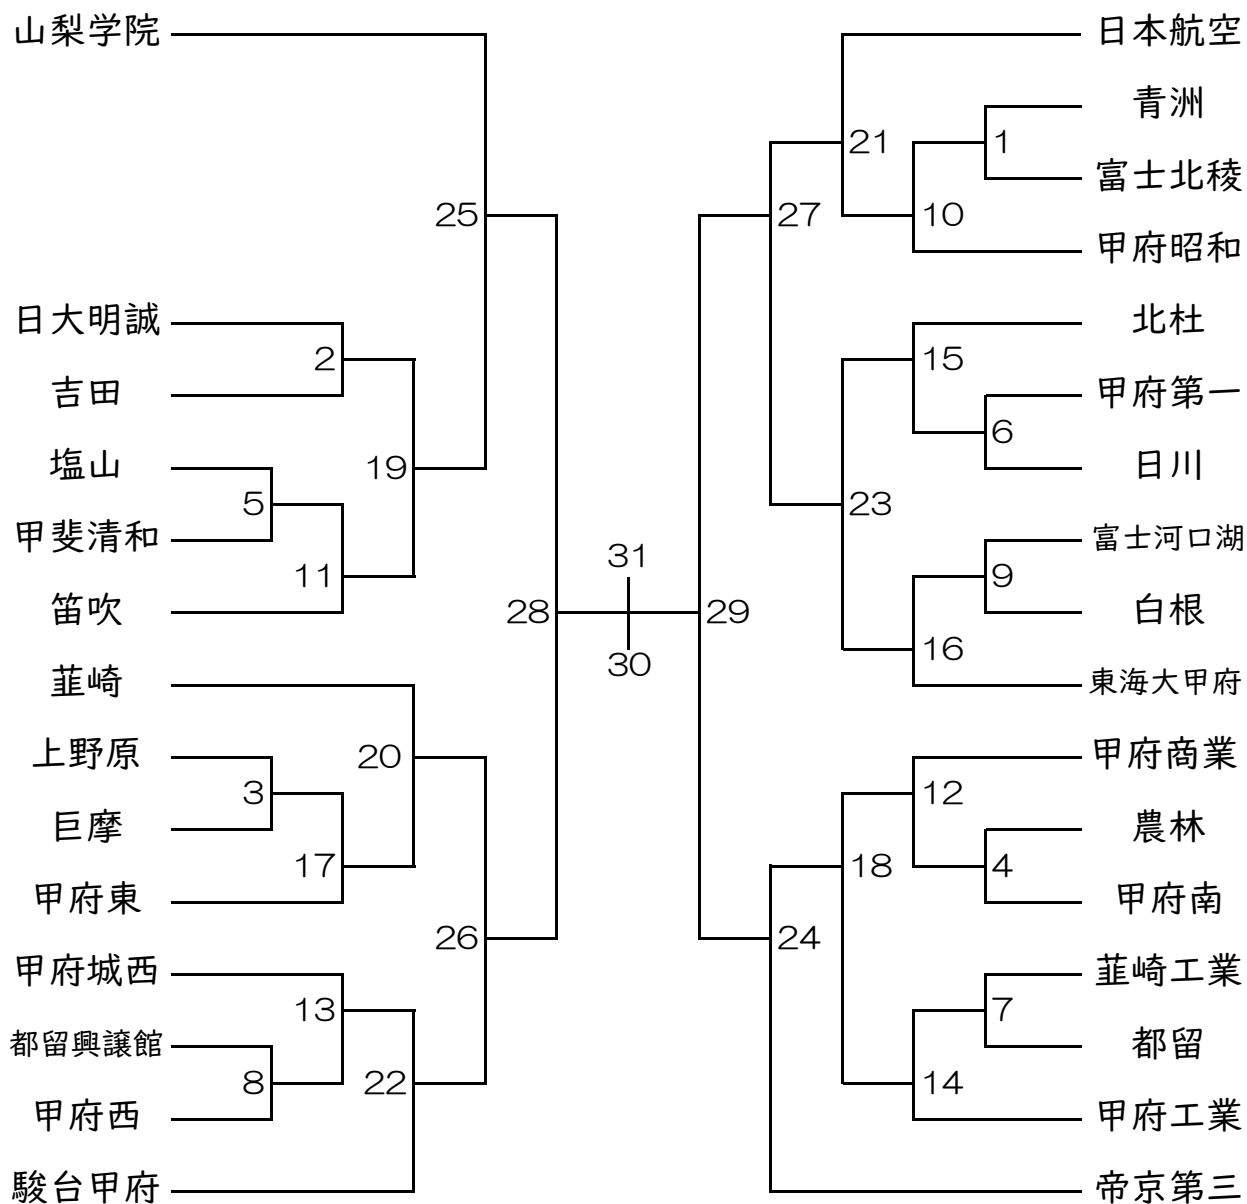 山梨学院
日大明誠
吉田
塩山
甲斐清和
笛吹
韮崎
上野原
巨摩
甲府東
甲府城西
都留興譲館
甲府西
駿台甲府
25
2
19
5
11
28
20
3
17
26
13
8
22
31
30
29
21
1
10
27
15
6
23
9
16
12
4
18
24
7
14
日本航空
青洲
富士北稜
甲府昭和
北杜
甲府第一
日川
富士河口湖
白根
東海大甲府
甲府商業
農林
甲府南
韮崎工業
都留
甲府工業
帝京第三